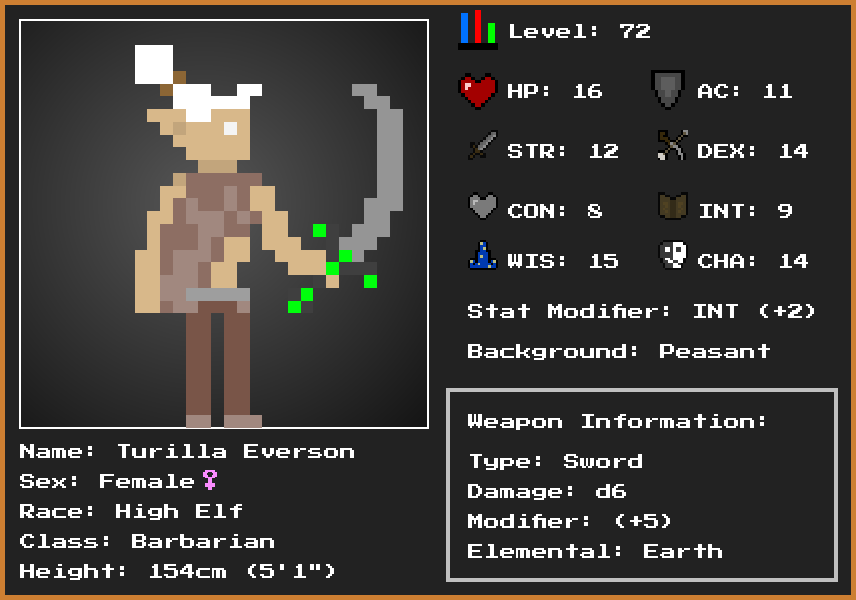 Level: 72
HP: 16
AC: 11
STR: 12
DEX: 14
CON: 8
INT: 9
WIS: 15
CHA: 14
Stat Modifier: INT (+2)
Background: Peasant
Weapon Information:
Type: Sword
Damage: d6
Modifier: (+5)
Elemental: Earth
Name: Turilla Everson
Sex: Female♀
Race: High Elf
Class: Barbarian
Height: 154cm (5'1")